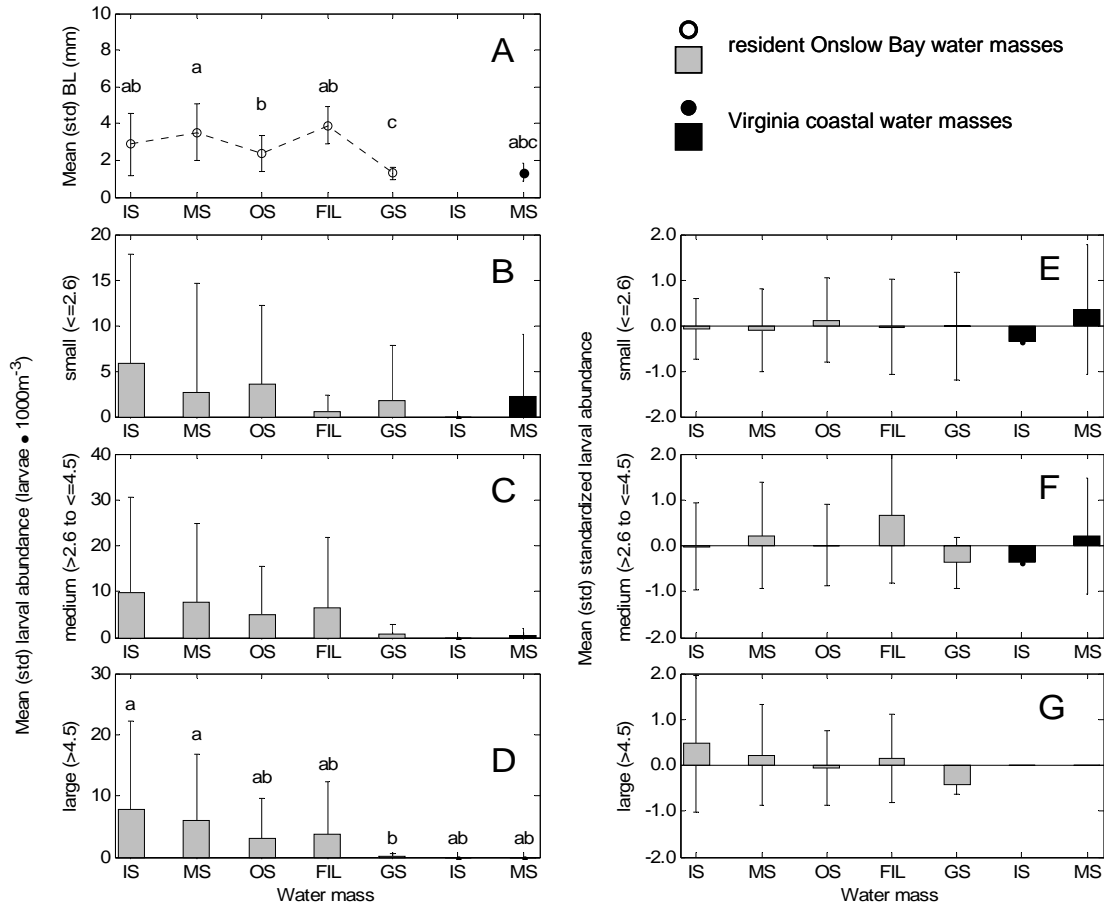 A
10
8
6
4
2
0
Mean (std) BL (mm)
ab
a
b
ab
c
abc
IS MS OS FIL GS IS MS
resident Onslow Bay water masses
Virginia coastal water masses
Mean (std) larval abundance (larvae • 1000m⁻³)
B
20
15
10
5
0
small (<=2.6)
IS MS OS FIL GS IS MS
C
40
30
20
10
0
medium (>2.6 to <=4.5)
IS MS OS FIL GS IS MS
D
30
20
10
0
large (>4.5)
a
a
ab
ab
b
ab
ab
IS MS OS FIL GS IS MS
Water mass
Mean (std) standardized larval abundance
E
2.0
1.0
0.0
-1.0
-2.0
small (<=2.6)
IS MS OS FIL GS IS MS
F
2.0
1.0
0.0
-1.0
-2.0
medium (>2.6 to <=4.5)
IS MS OS FIL GS IS MS
G
2.0
1.0
0.0
-1.0
-2.0
large (>4.5)
IS MS OS FIL GS IS MS
Water mass